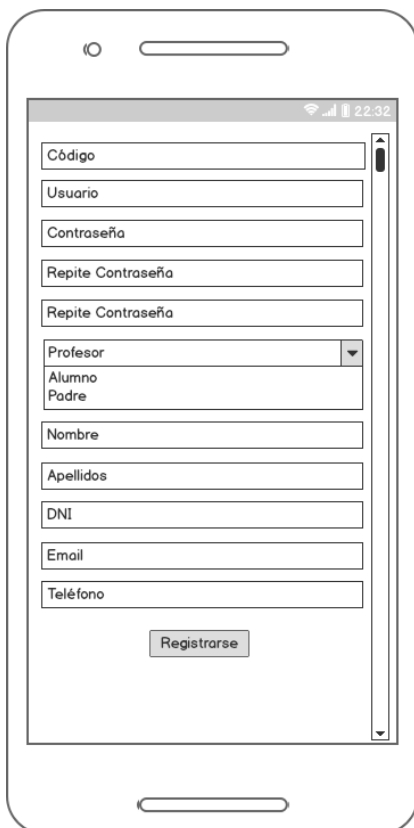 22:32
Código
Usuario
Contraseña
Repite Contraseña
Repite Contraseña
Profesor
Alumno
Padre
Nombre
Apellidos
DNI
Email
Teléfono
Registrarse